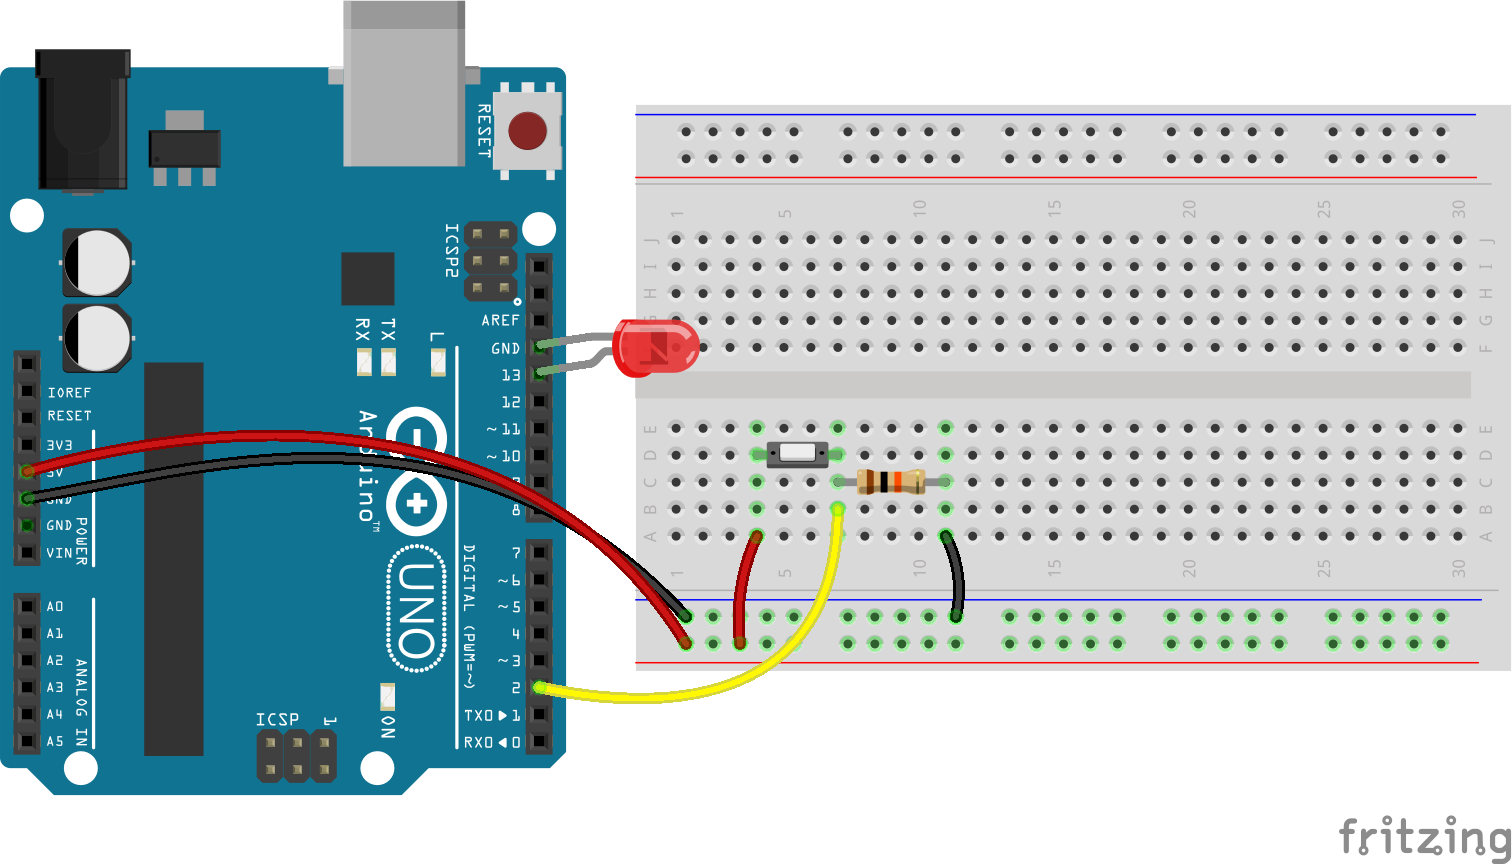 RESET
ICSP2
AREF
GND
13
12
~11
~10
9
8
7
~6
~5
4
~3
2
TX0▶1
RX0◀0
RX
TX
L
IOREF
RESET
3V3
5V
GND
GND
VIN
POWER
A0
A1
A2
A3
A4
A5
ANALOG IN
Arduino™
UNO
DIGITAL (PWM=~)
ON
ICSP
1
1 5 10 15 20 25 30
J J
I I
H H
G G
F F
E E
D D
C C
B B
A A
1 5 10 15 20 25 30
fritzing